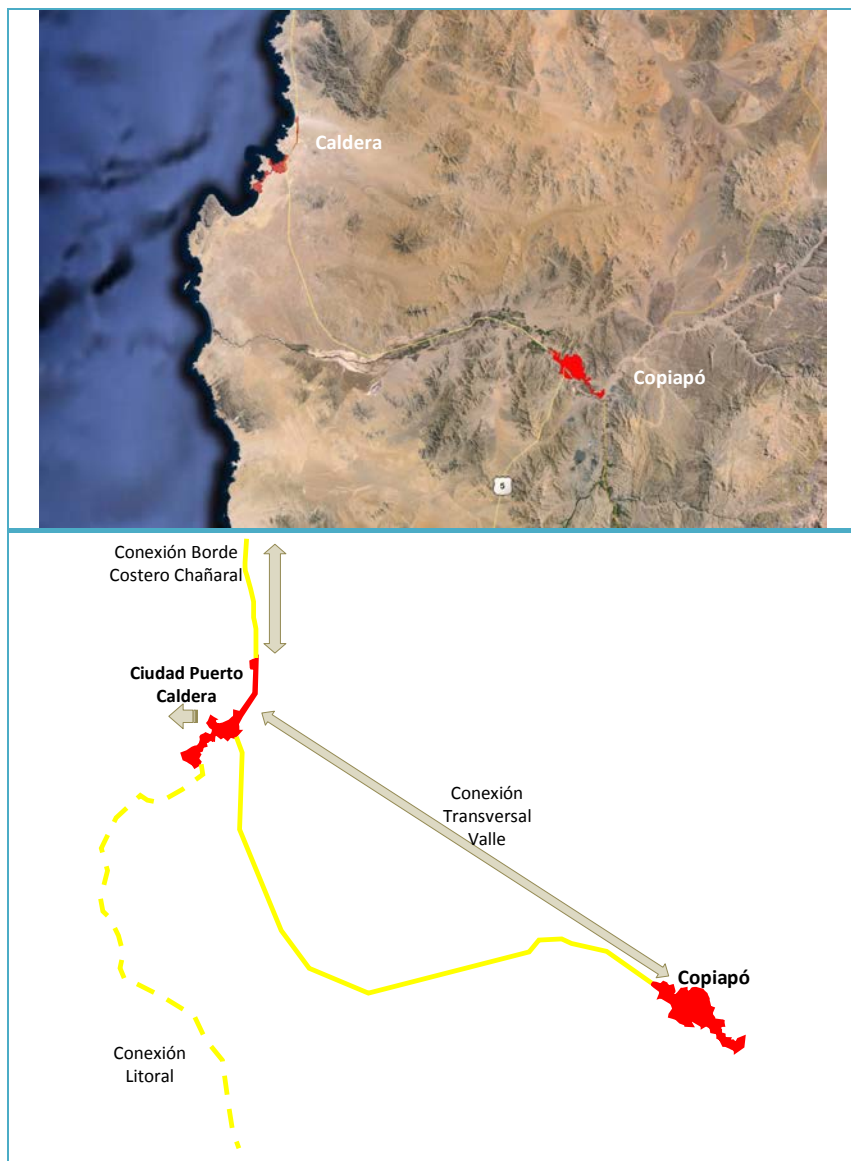 Caldera
Copiapó
5
Conexión Borde
Costero Chañaral
Ciudad Puerto
Caldera
Conexión
Transversal
Valle
Copiapó
Conexión
Litoral